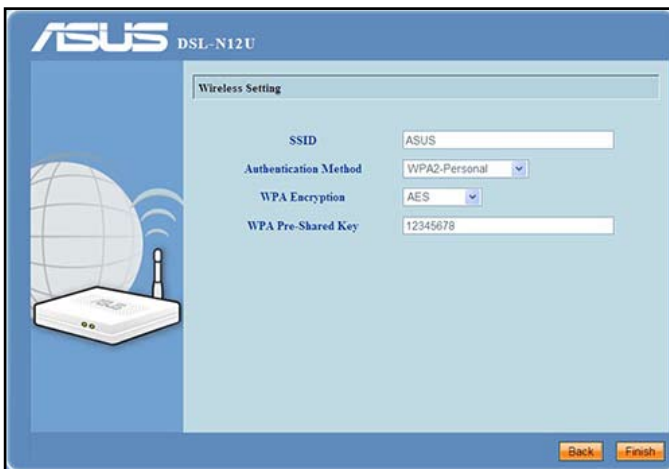 ASUS DSL-N12U
Wireless Setting
SSID ASUS
Authentication Method WPA2-Personal
WPA Encryption AES
WPA Pre-Shared Key 12345678
ASUS
Back Finish